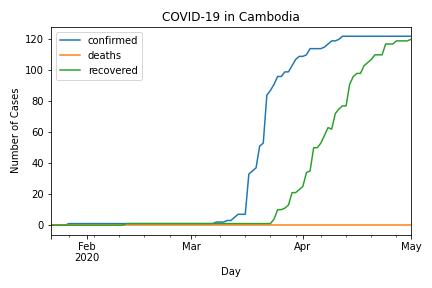 COVID-19 in Cambodia
confirmed
deaths
recovered
Number of Cases
120
100
80
60
40
20
0
Feb
2020
Mar
Apr
May
Day